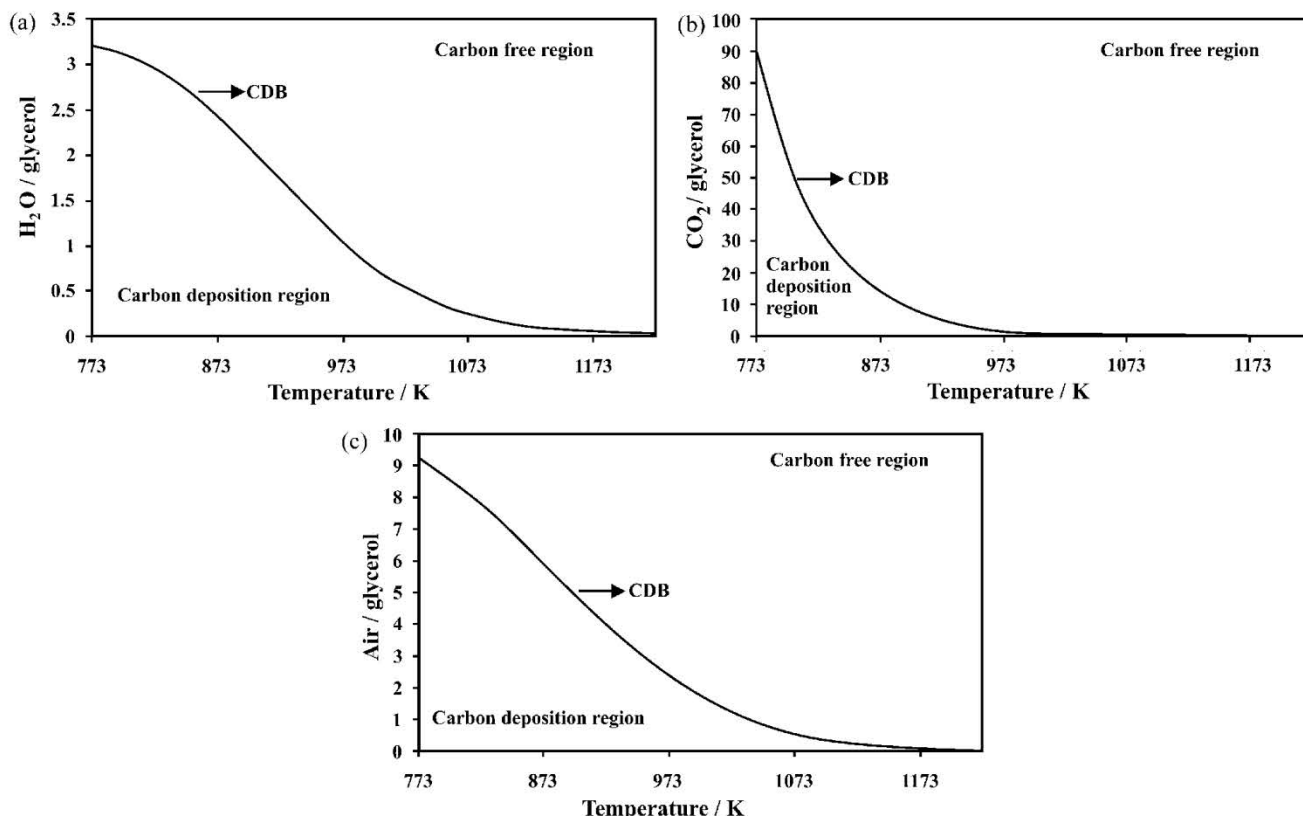 (a)
3.5
3
2.5
2
1.5
1
0.5
0
H₂O / glycerol
Carbon free region
CDB
Carbon deposition region
773 873 973 1073 1173
Temperature / K
(b)
100
90
80
70
60
50
40
30
20
10
0
CO₂ / glycerol
Carbon free region
CDB
Carbon
deposition
region
773 873 973 1073 1173
Temperature / K
(c)
10
9
8
7
6
5
4
3
2
1
0
Air / glycerol
Carbon free region
CDB
Carbon deposition region
773 873 973 1073 1173
Temperature / K